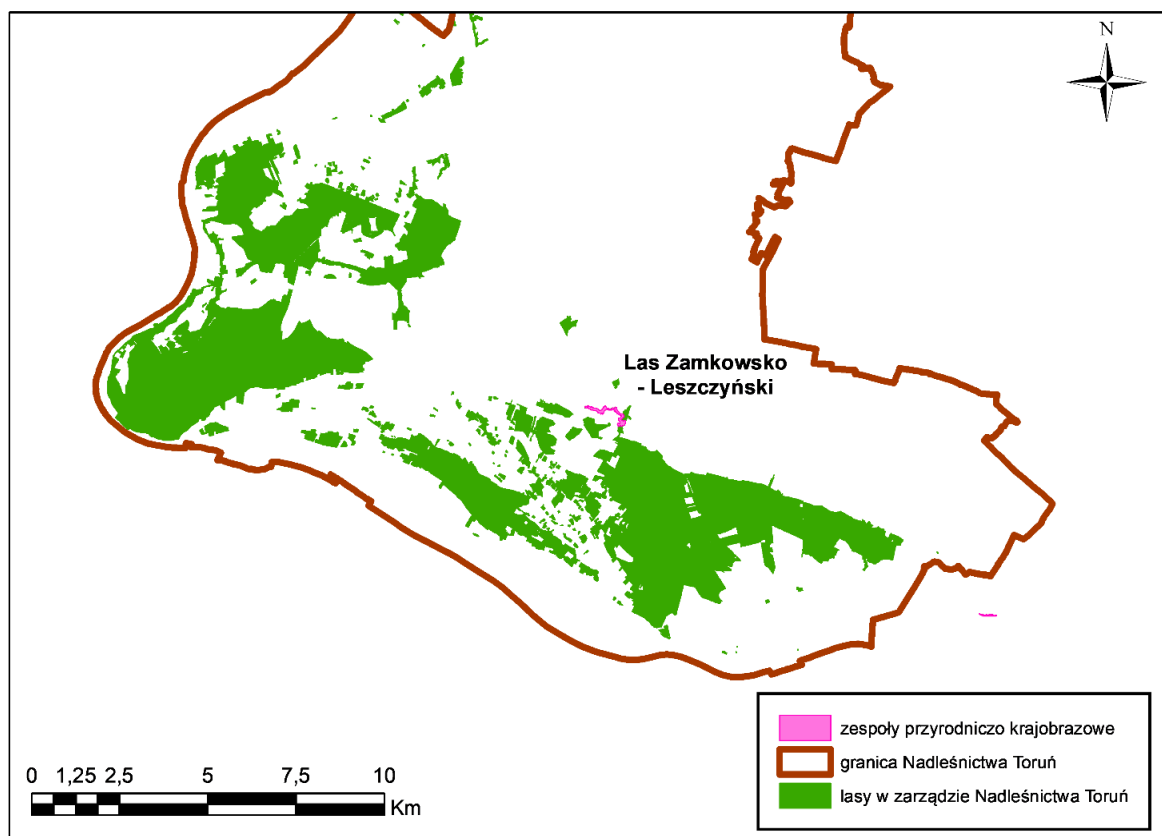 N
Las Zamkowsko
- Leszczyński
zespoły przyrodniczo krajobrazowe
granica Nadleśnictwa Toruń
lasy w zarządzie Nadleśnictwa Toruń
0 1,25 2,5 5 7,5 10
Km